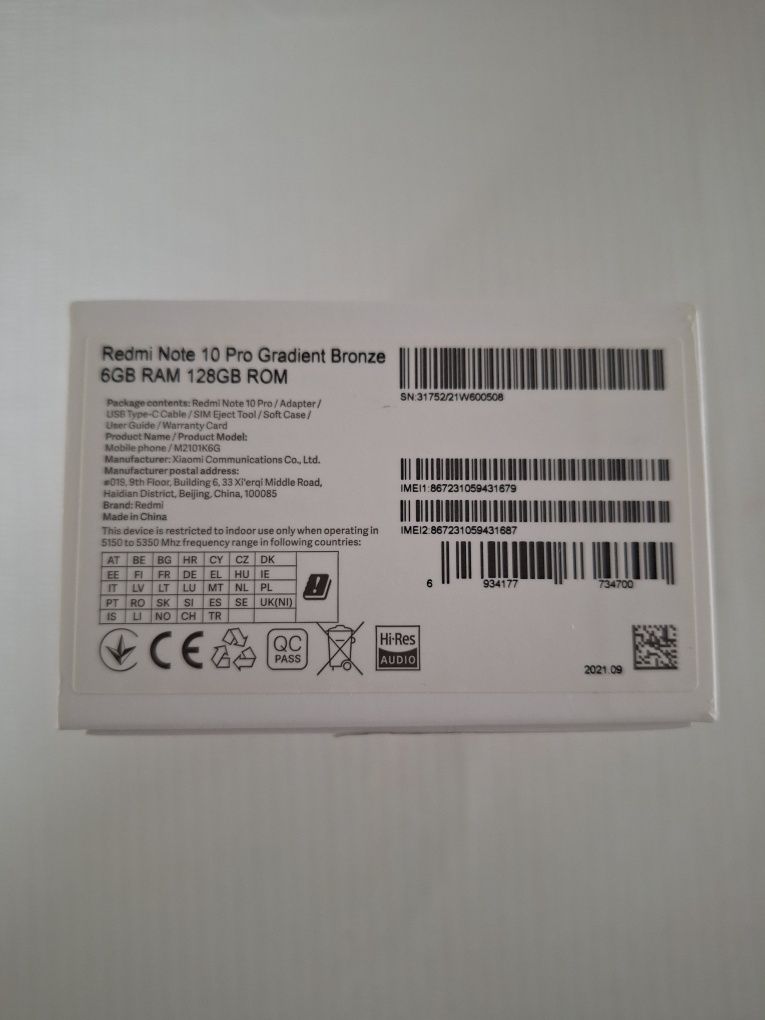 Redmi Note 10 Pro Gradient Bronze
6GB RAM 128GB ROM
Package contents: Redmi Note 10 Pro / Adapter /
USB Type-C Cable / SIM Eject Tool / Soft Case /
User Guide / Warranty Card
Product Name / Product Model:
Mobile phone / M2101K6G
Manufacturer: Xiaomi Communications Co., Ltd.
Manufacturer postal address:
#019, 9th Floor, Building 6, 33 Xi'erqi Middle Road,
Haidian District, Beijing, China, 100085
Brand: Redmi
Made in China
This device is restricted to indoor use only when operating in
5150 to 5350 Mhz frequency range in following countries:
AT BE BG HR CY CZ DK
EE FI FR DE EL HU IE
IT LV LT LU MT NL PL
PT RO SK SI ES SE UK(NI)
IS LI NO CH TR
CE
QC
PASS
Hi-Res
AUDIO
SN:31752/21W600508
IMEI1:867231059431679
IMEI2:867231059431687
6 934177 734700
2021.09